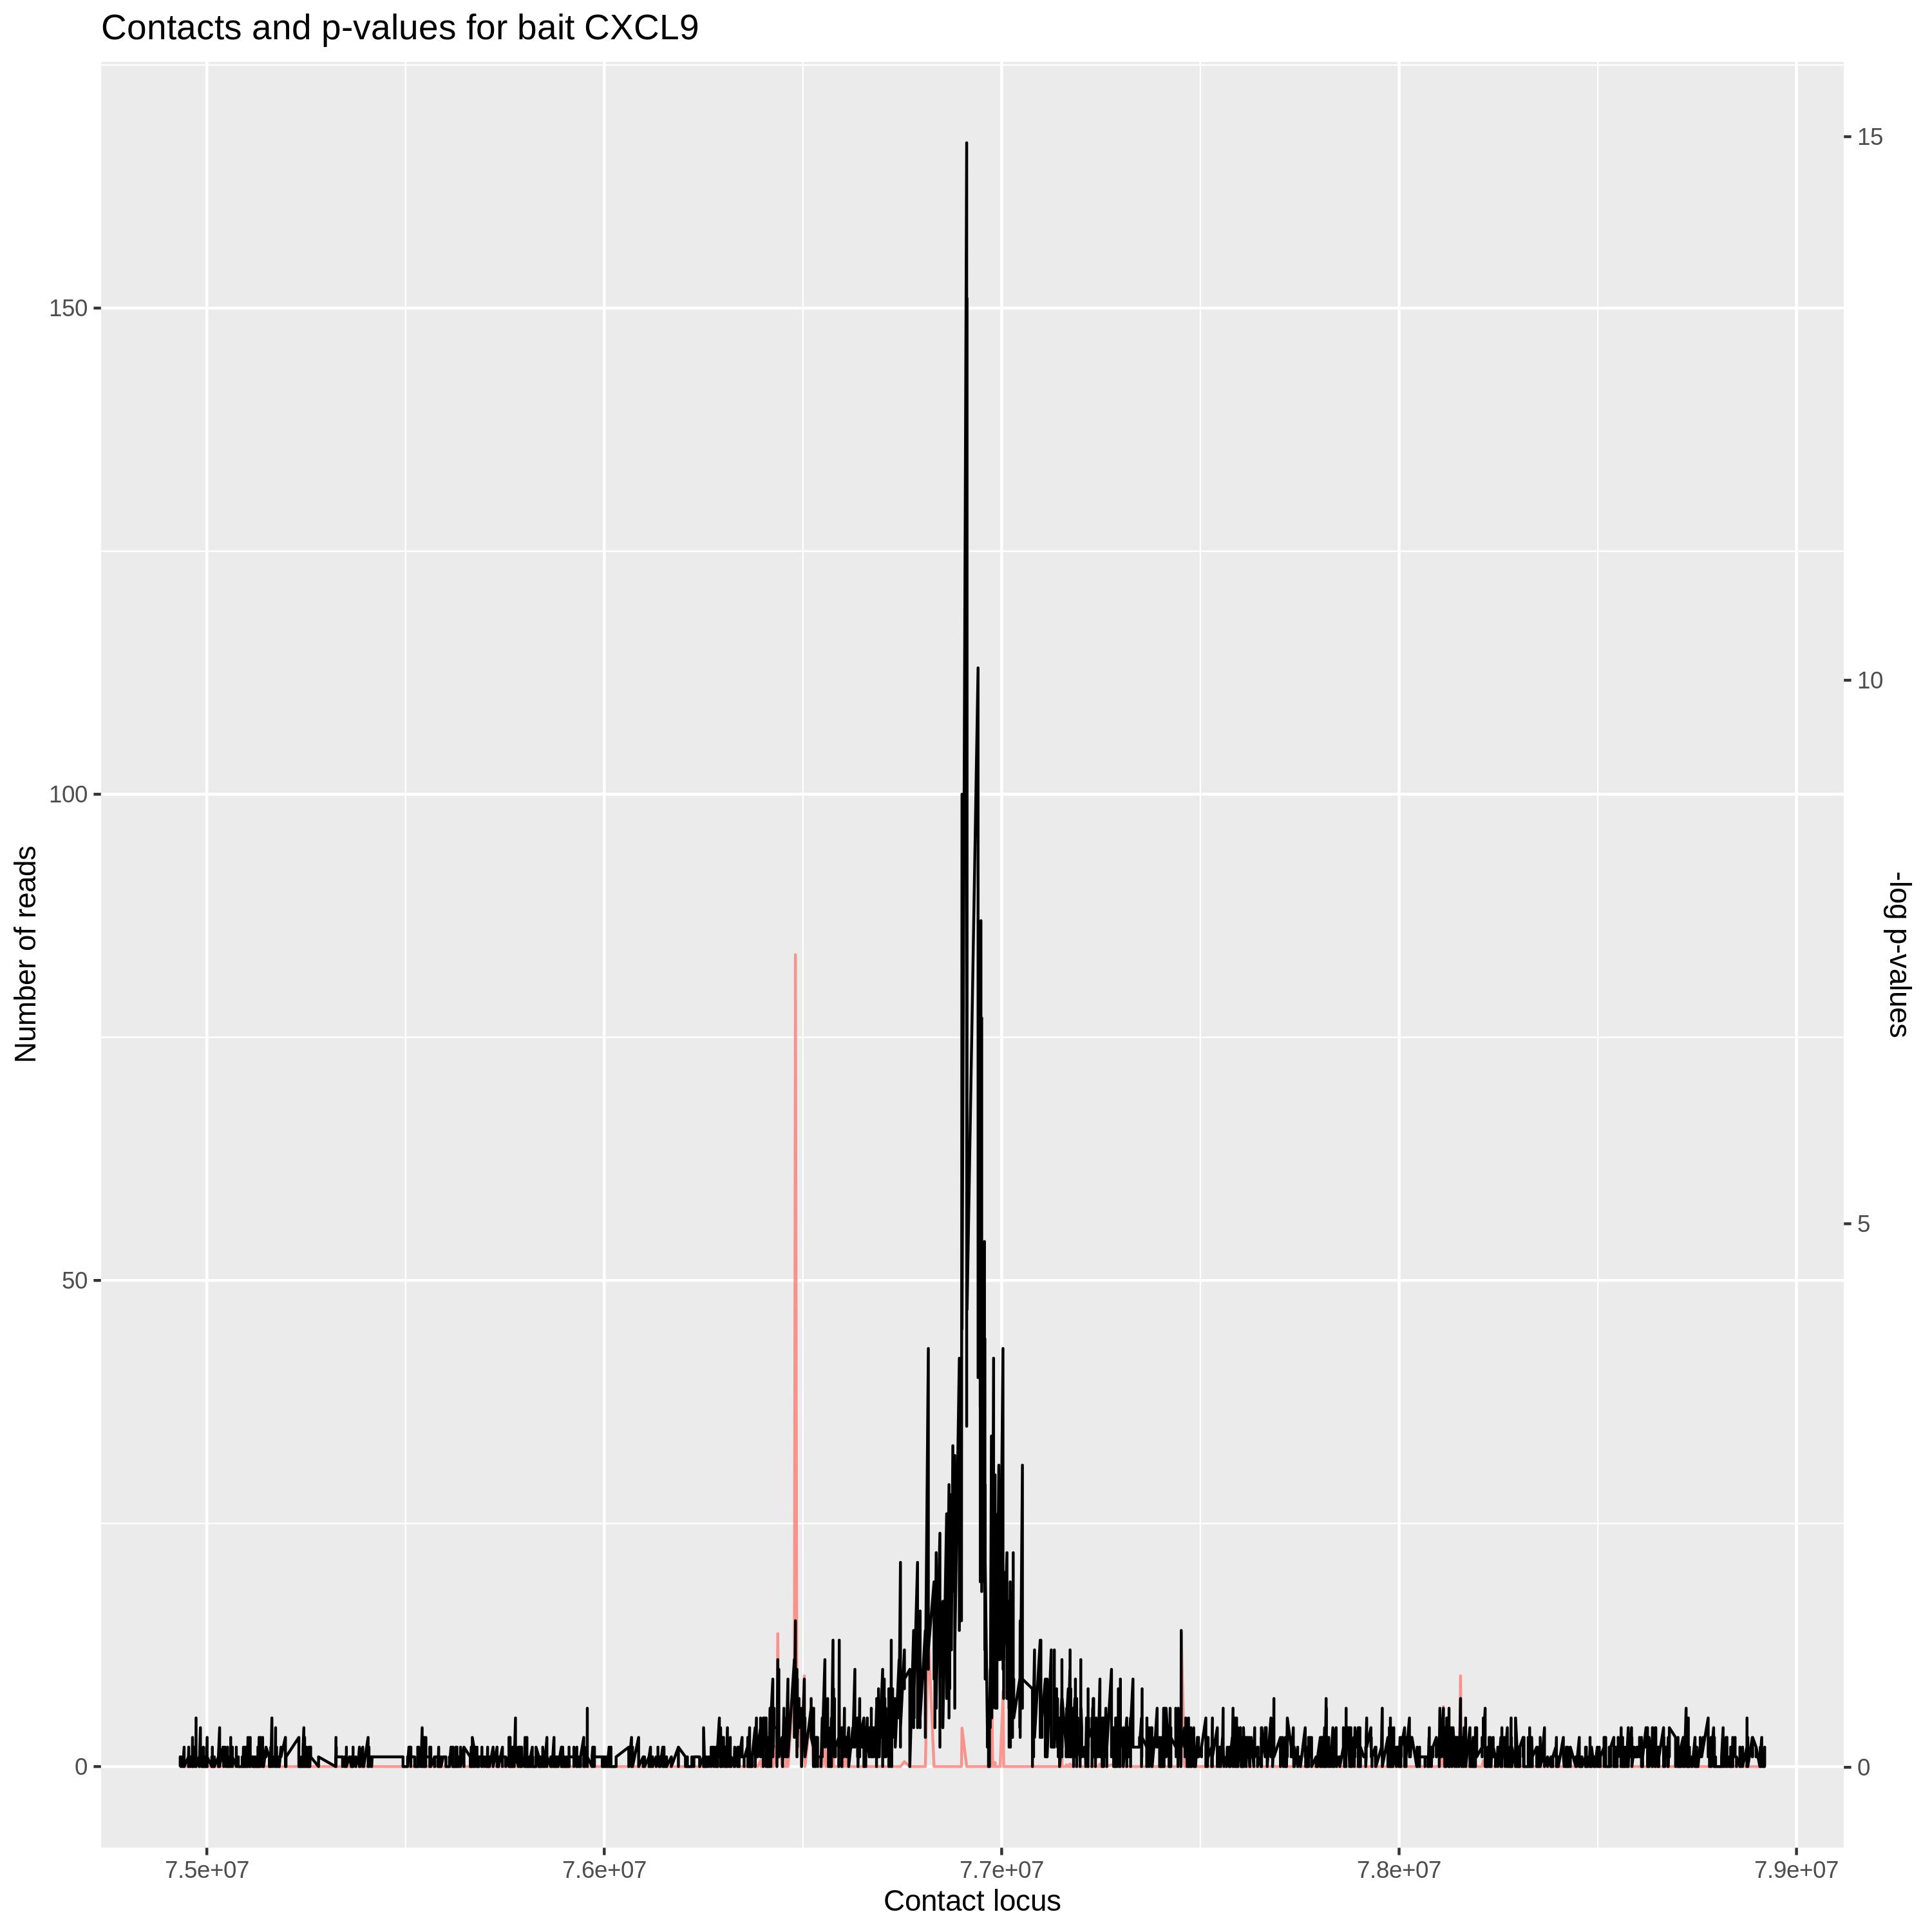 Contacts and p-values for bait CXCL9
150
100
50
0
Number of reads
15
10
5
0
-log p-values
7.5e+07
7.6e+07
7.7e+07
7.8e+07
7.9e+07
Contact locus